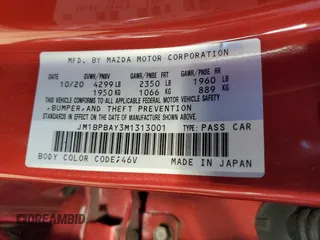 MFD. BY MAZDA MOTOR CORPORATION
GVWR/PNBV GAWR/PNBE FR GAWR/PNBE RR
10/20 4299 LB 2350 LB 1960 LB
1950 KG 1066 KG 889 KG
THIS VEHICLE CONFORMS TO ALL APPLICABLE FEDERAL MOTOR VEHICLE SAFETY
,BUMPER,AND THEFT PREVENTION
STANDARDS IN EFFECT ON THE DATE OF MANUFACTURE SHOWN ABOVE.
JM1BPBAY3M1313001 TYPE:PASS CAR
BODY COLOR CODE:46V MADE IN JAPAN
DREAMBID